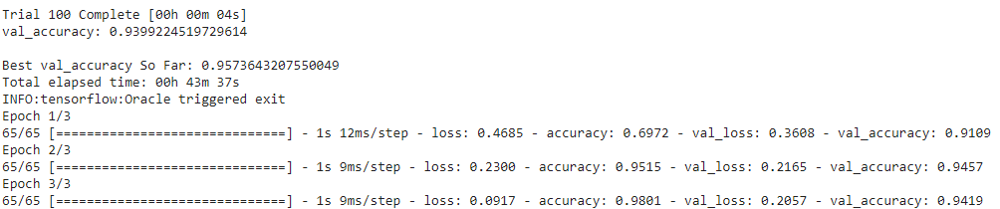 Trial 100 Complete [00h 00m 04s]
val_accuracy: 0.9399224519729614
Best val_accuracy So Far: 0.9573643207550049
Total elapsed time: 00h 43m 37s
INFO:tensorflow:Oracle triggered exit
Epoch 1/3
65/65 [==============================] - 1s 12ms/step - loss: 0.4685 - accuracy: 0.6972 - val_loss: 0.3608 - val_accuracy: 0.9109
Epoch 2/3
65/65 [==============================] - 1s 9ms/step - loss: 0.2300 - accuracy: 0.9515 - val_loss: 0.2165 - val_accuracy: 0.9457
Epoch 3/3
65/65 [==============================] - 1s 9ms/step - loss: 0.0917 - accuracy: 0.9801 - val_loss: 0.2057 - val_accuracy: 0.9419